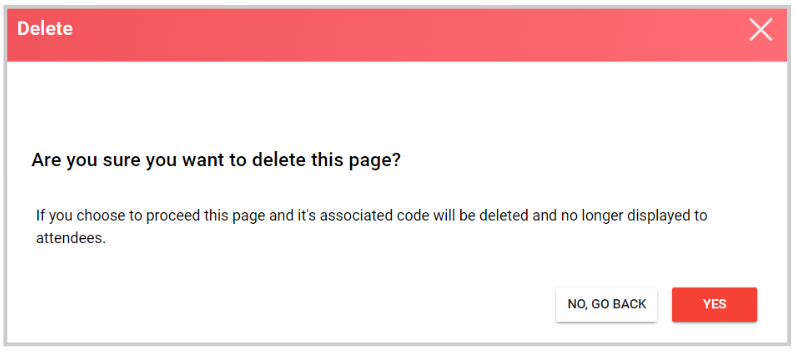 Delete
Are you sure you want to delete this page?
If you choose to proceed this page and it's associated code will be deleted and no longer displayed to
attendees.
NO, GO BACK
YES